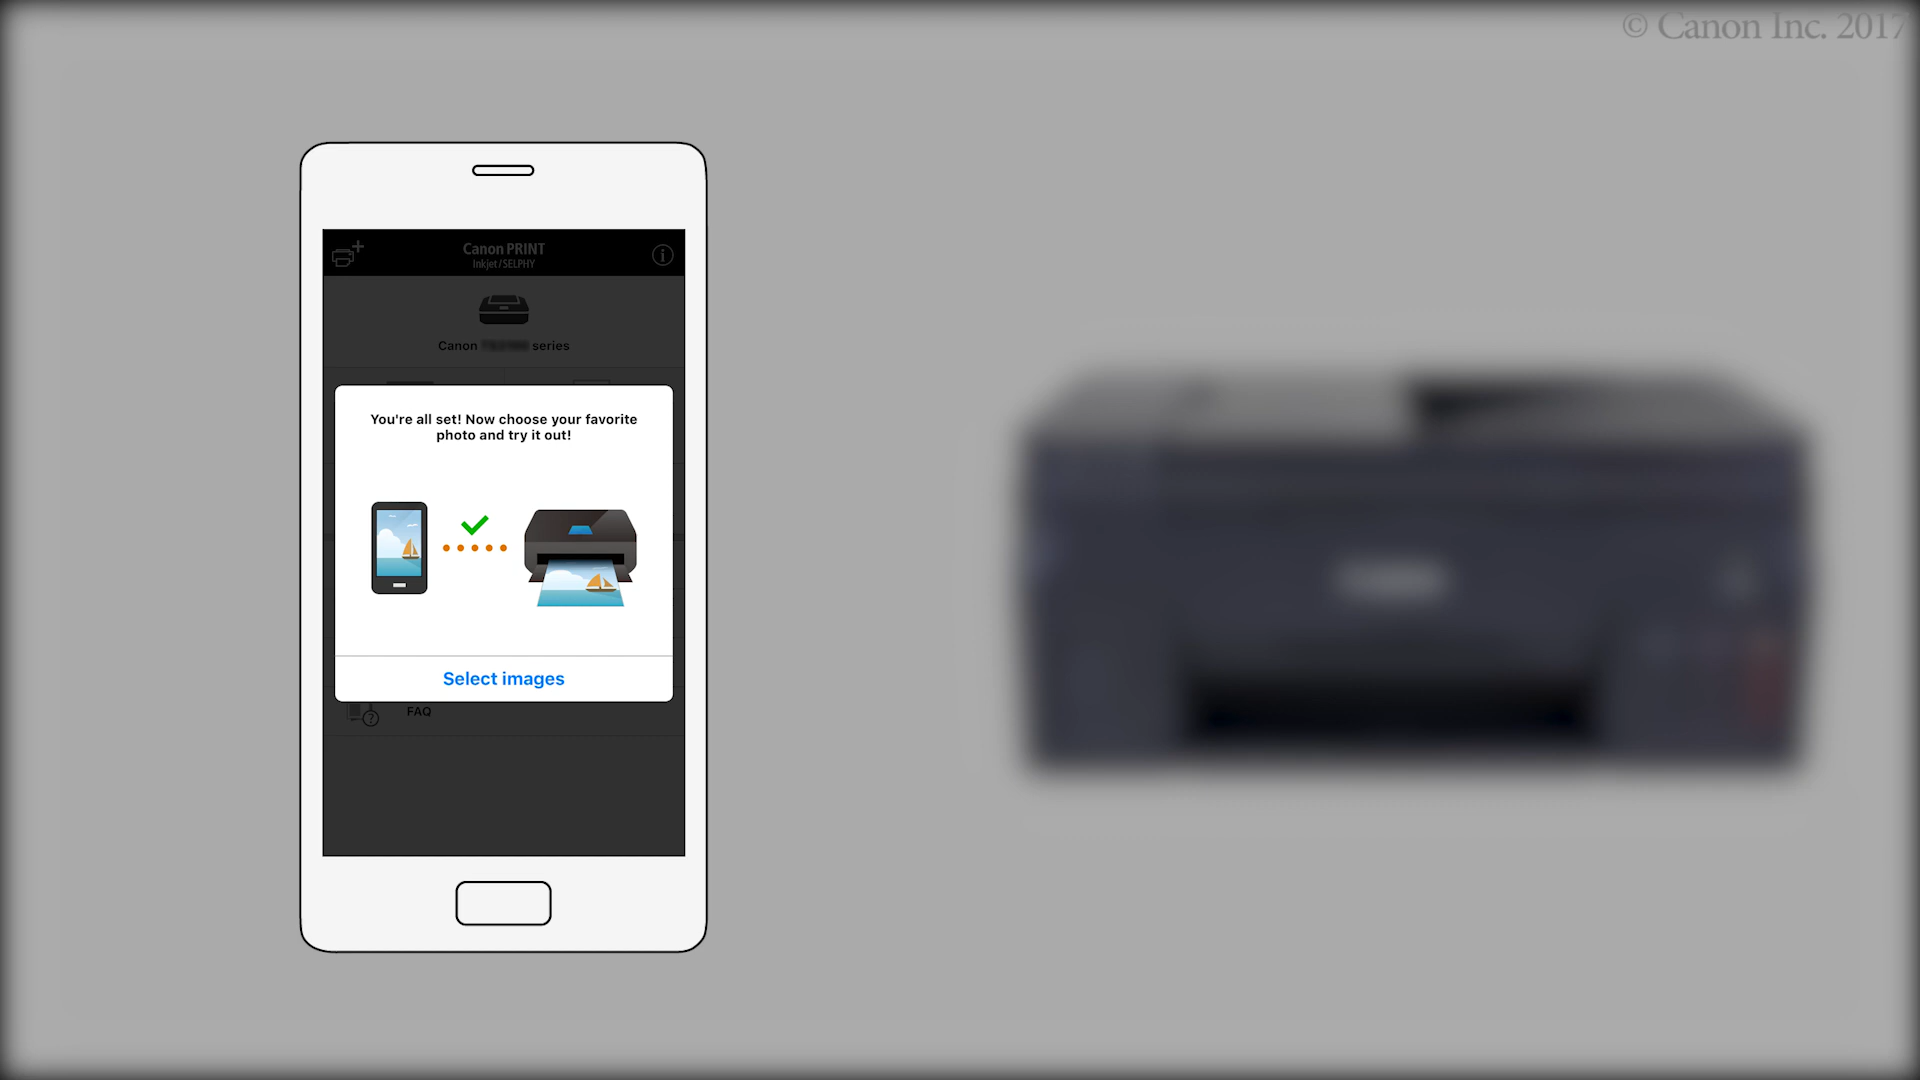 © Canon Inc. 2017
Canon PRINT
Inkjet/SELPHY
Canon series
You're all set! Now choose your favorite
photo and try it out!
Select images
FAQ